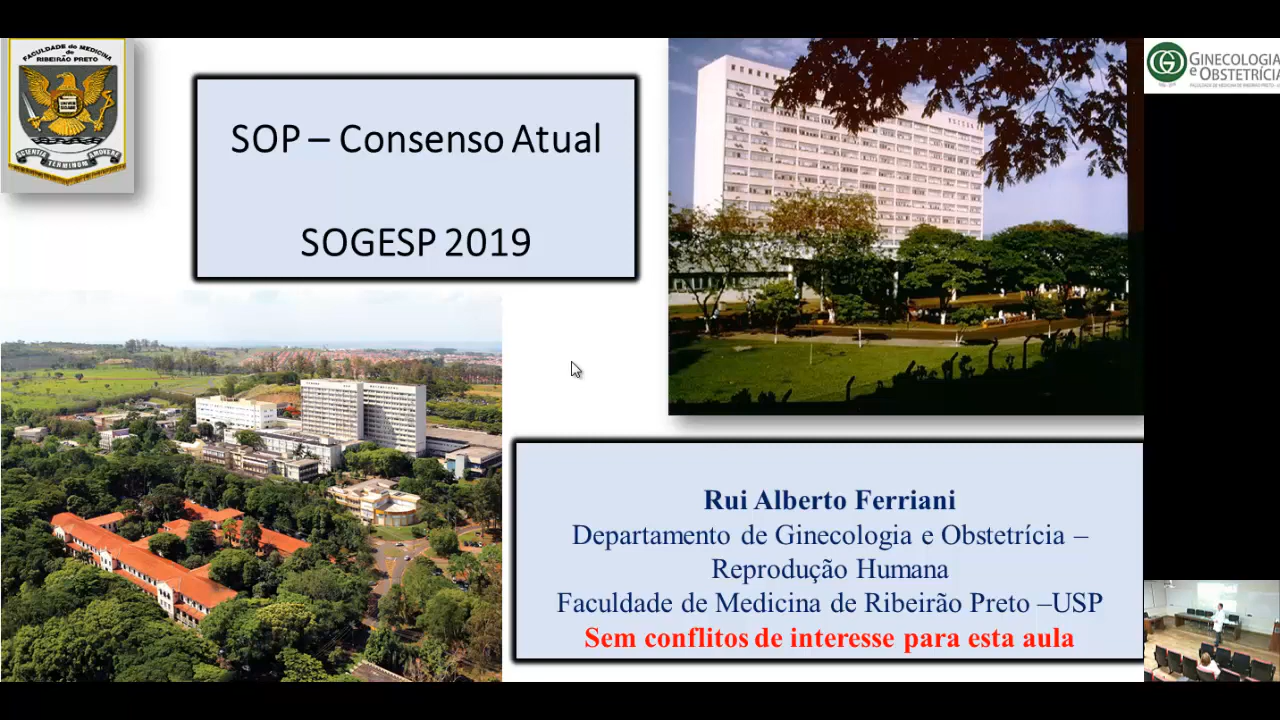 FACULDADE de MEDICINA
de
RIBEIRÃO PRETO
SOP – Consenso Atual
SOGESP 2019
GINECOLOGIA
e OBSTETRÍCIA
Rui Alberto Ferriani
Departamento de Ginecologia e Obstetrícia –
Reprodução Humana
Faculdade de Medicina de Ribeirão Preto –USP
Sem conflitos de interesse para esta aula